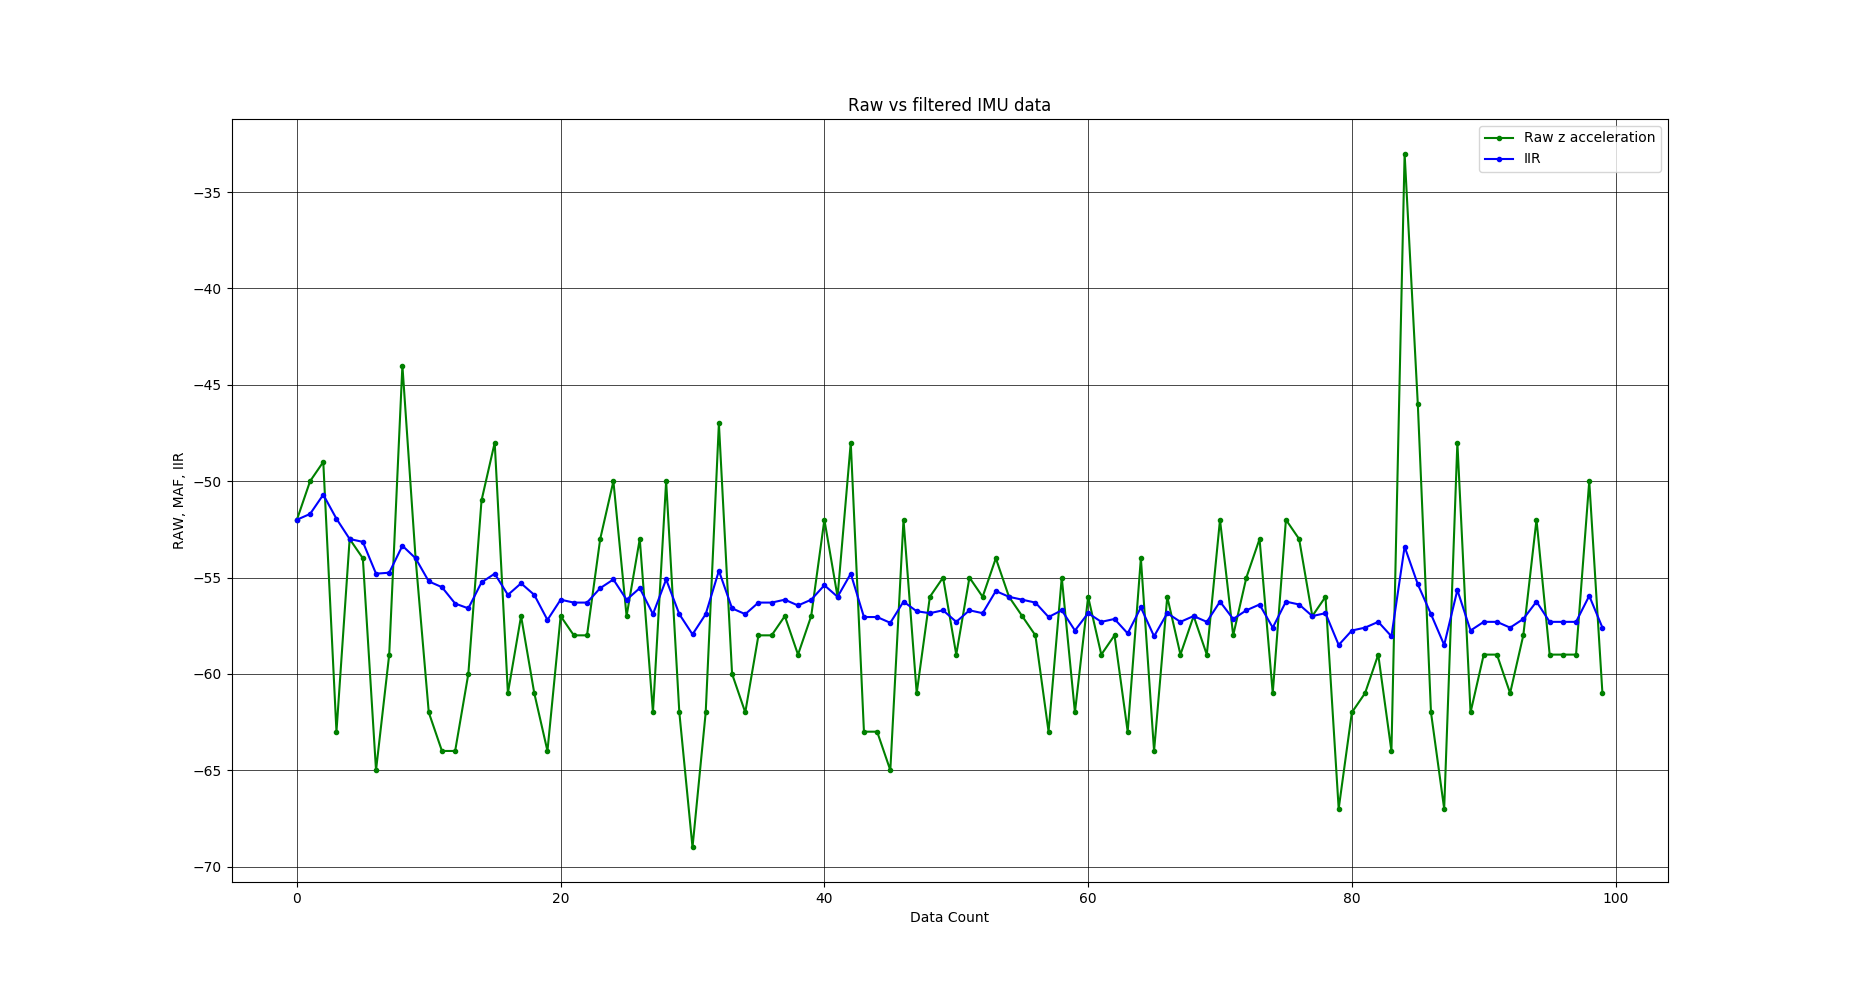 Raw vs filtered IMU data
Raw z acceleration
IIR
RAW, MAF, IIR
−35
−40
−45
−50
−55
−60
−65
−70
0 20 40 60 80 100
Data Count